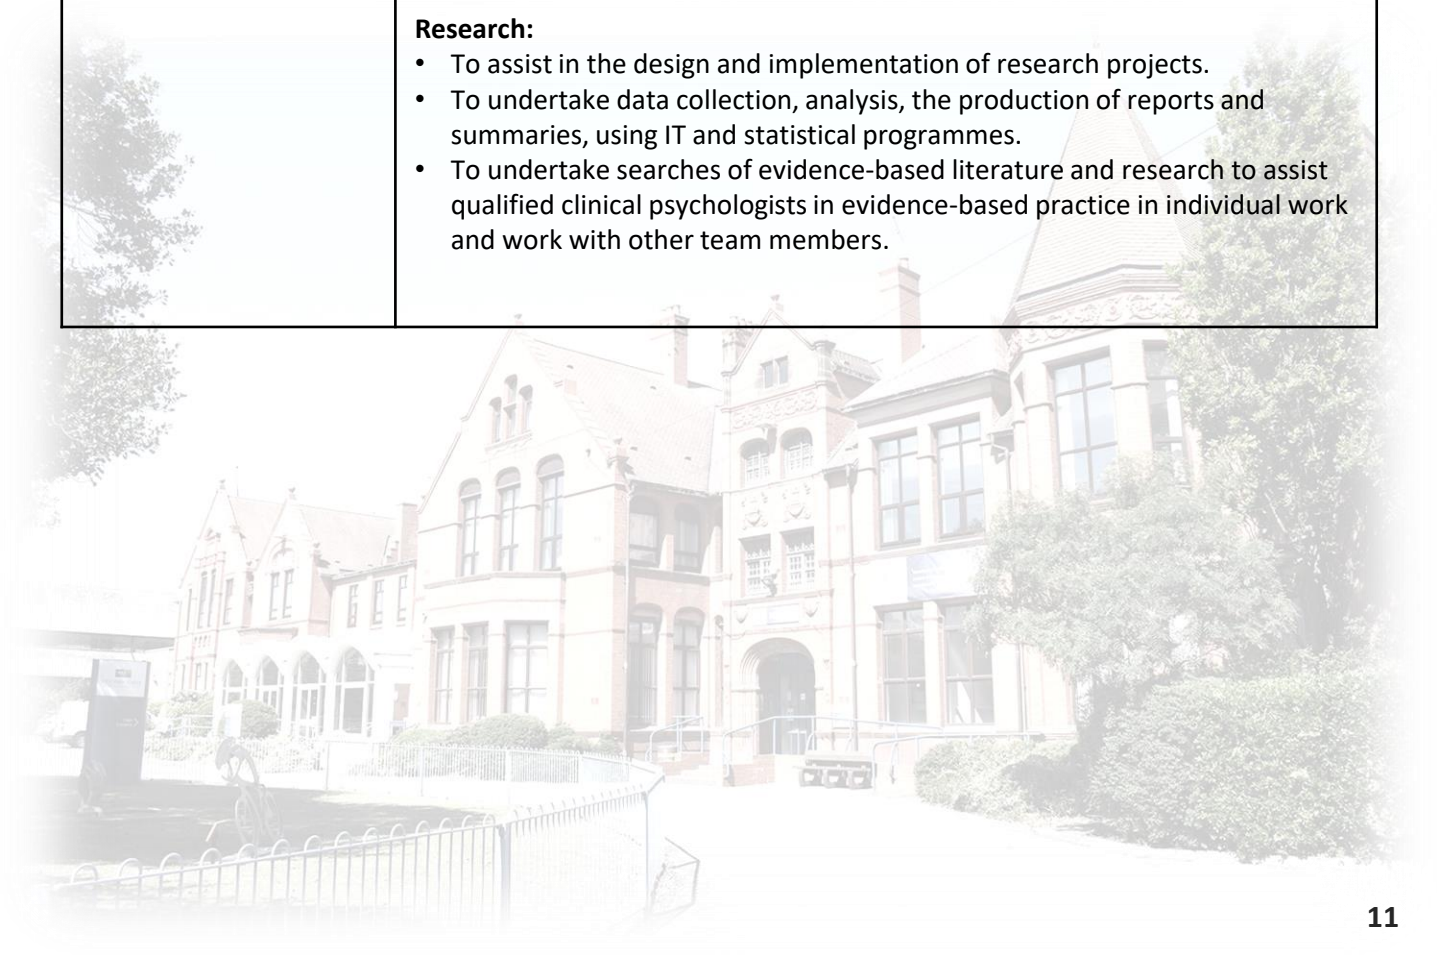 Research:
• To assist in the design and implementation of research projects.
• To undertake data collection, analysis, the production of reports and
summaries, using IT and statistical programmes.
• To undertake searches of evidence-based literature and research to assist
qualified clinical psychologists in evidence-based practice in individual work
and work with other team members.
11